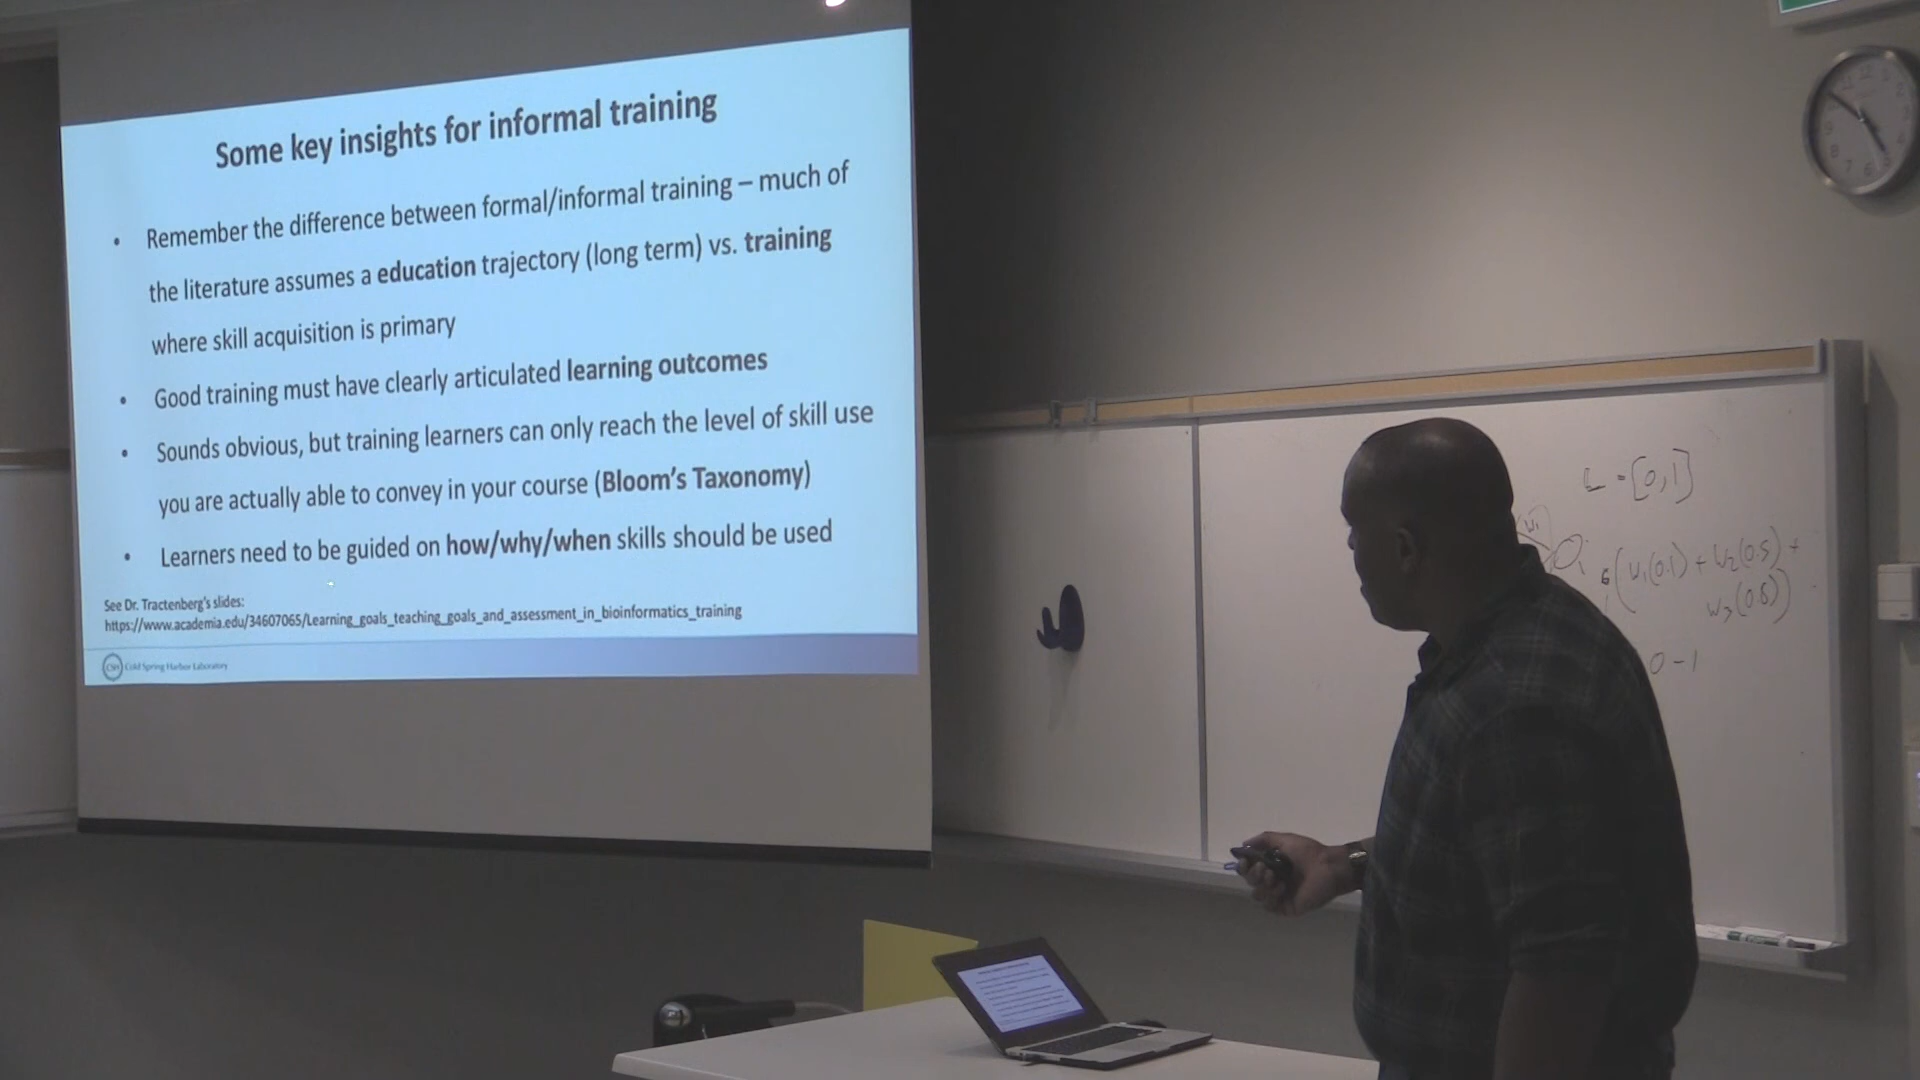 Some key insights for informal training
• Remember the difference between formal/informal training – much of
the literature assumes a education trajectory (long term) vs. training
where skill acquisition is primary
• Good training must have clearly articulated learning outcomes
• Sounds obvious, but training learners can only reach the level of skill use
you are actually able to convey in your course (Bloom's Taxonomy)
• Learners need to be guided on how/why/when skills should be used
See Dr. Tractenberg's slides:
https://www.academia.edu/34607065/Learning_goals_teaching_goals_and_assessment_in_bioinformatics_training
CSH Cold Spring Harbor Laboratory
L = [0,1]
W1
(W1(0.1) + W2(0.5) +
W3(0.8))
0-1